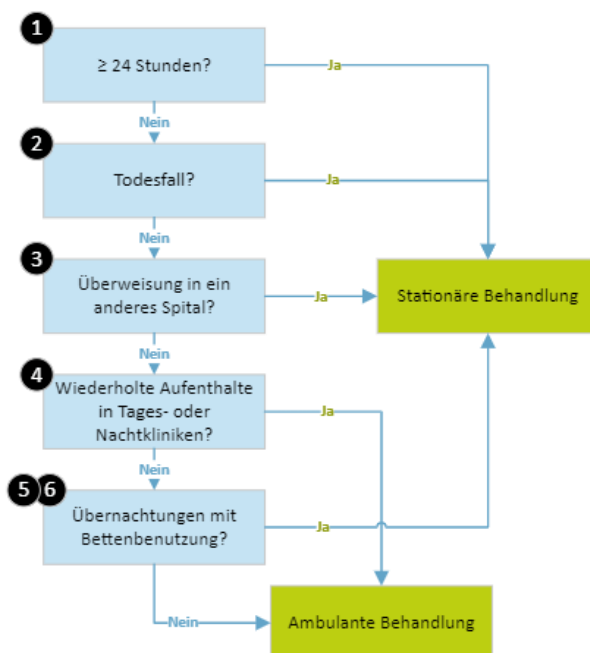 1
≥ 24 Stunden?
Ja
Nein
2
Todesfall?
Ja
Nein
3
Überweisung in ein
anderes Spital?
Ja
Stationäre Behandlung
Nein
4
Wiederholte Aufenthalte
in Tages- oder
Nachtkliniken?
Ja
Nein
5 6
Übernachtungen mit
Bettenbenutzung?
Ja
Nein
Ambulante Behandlung